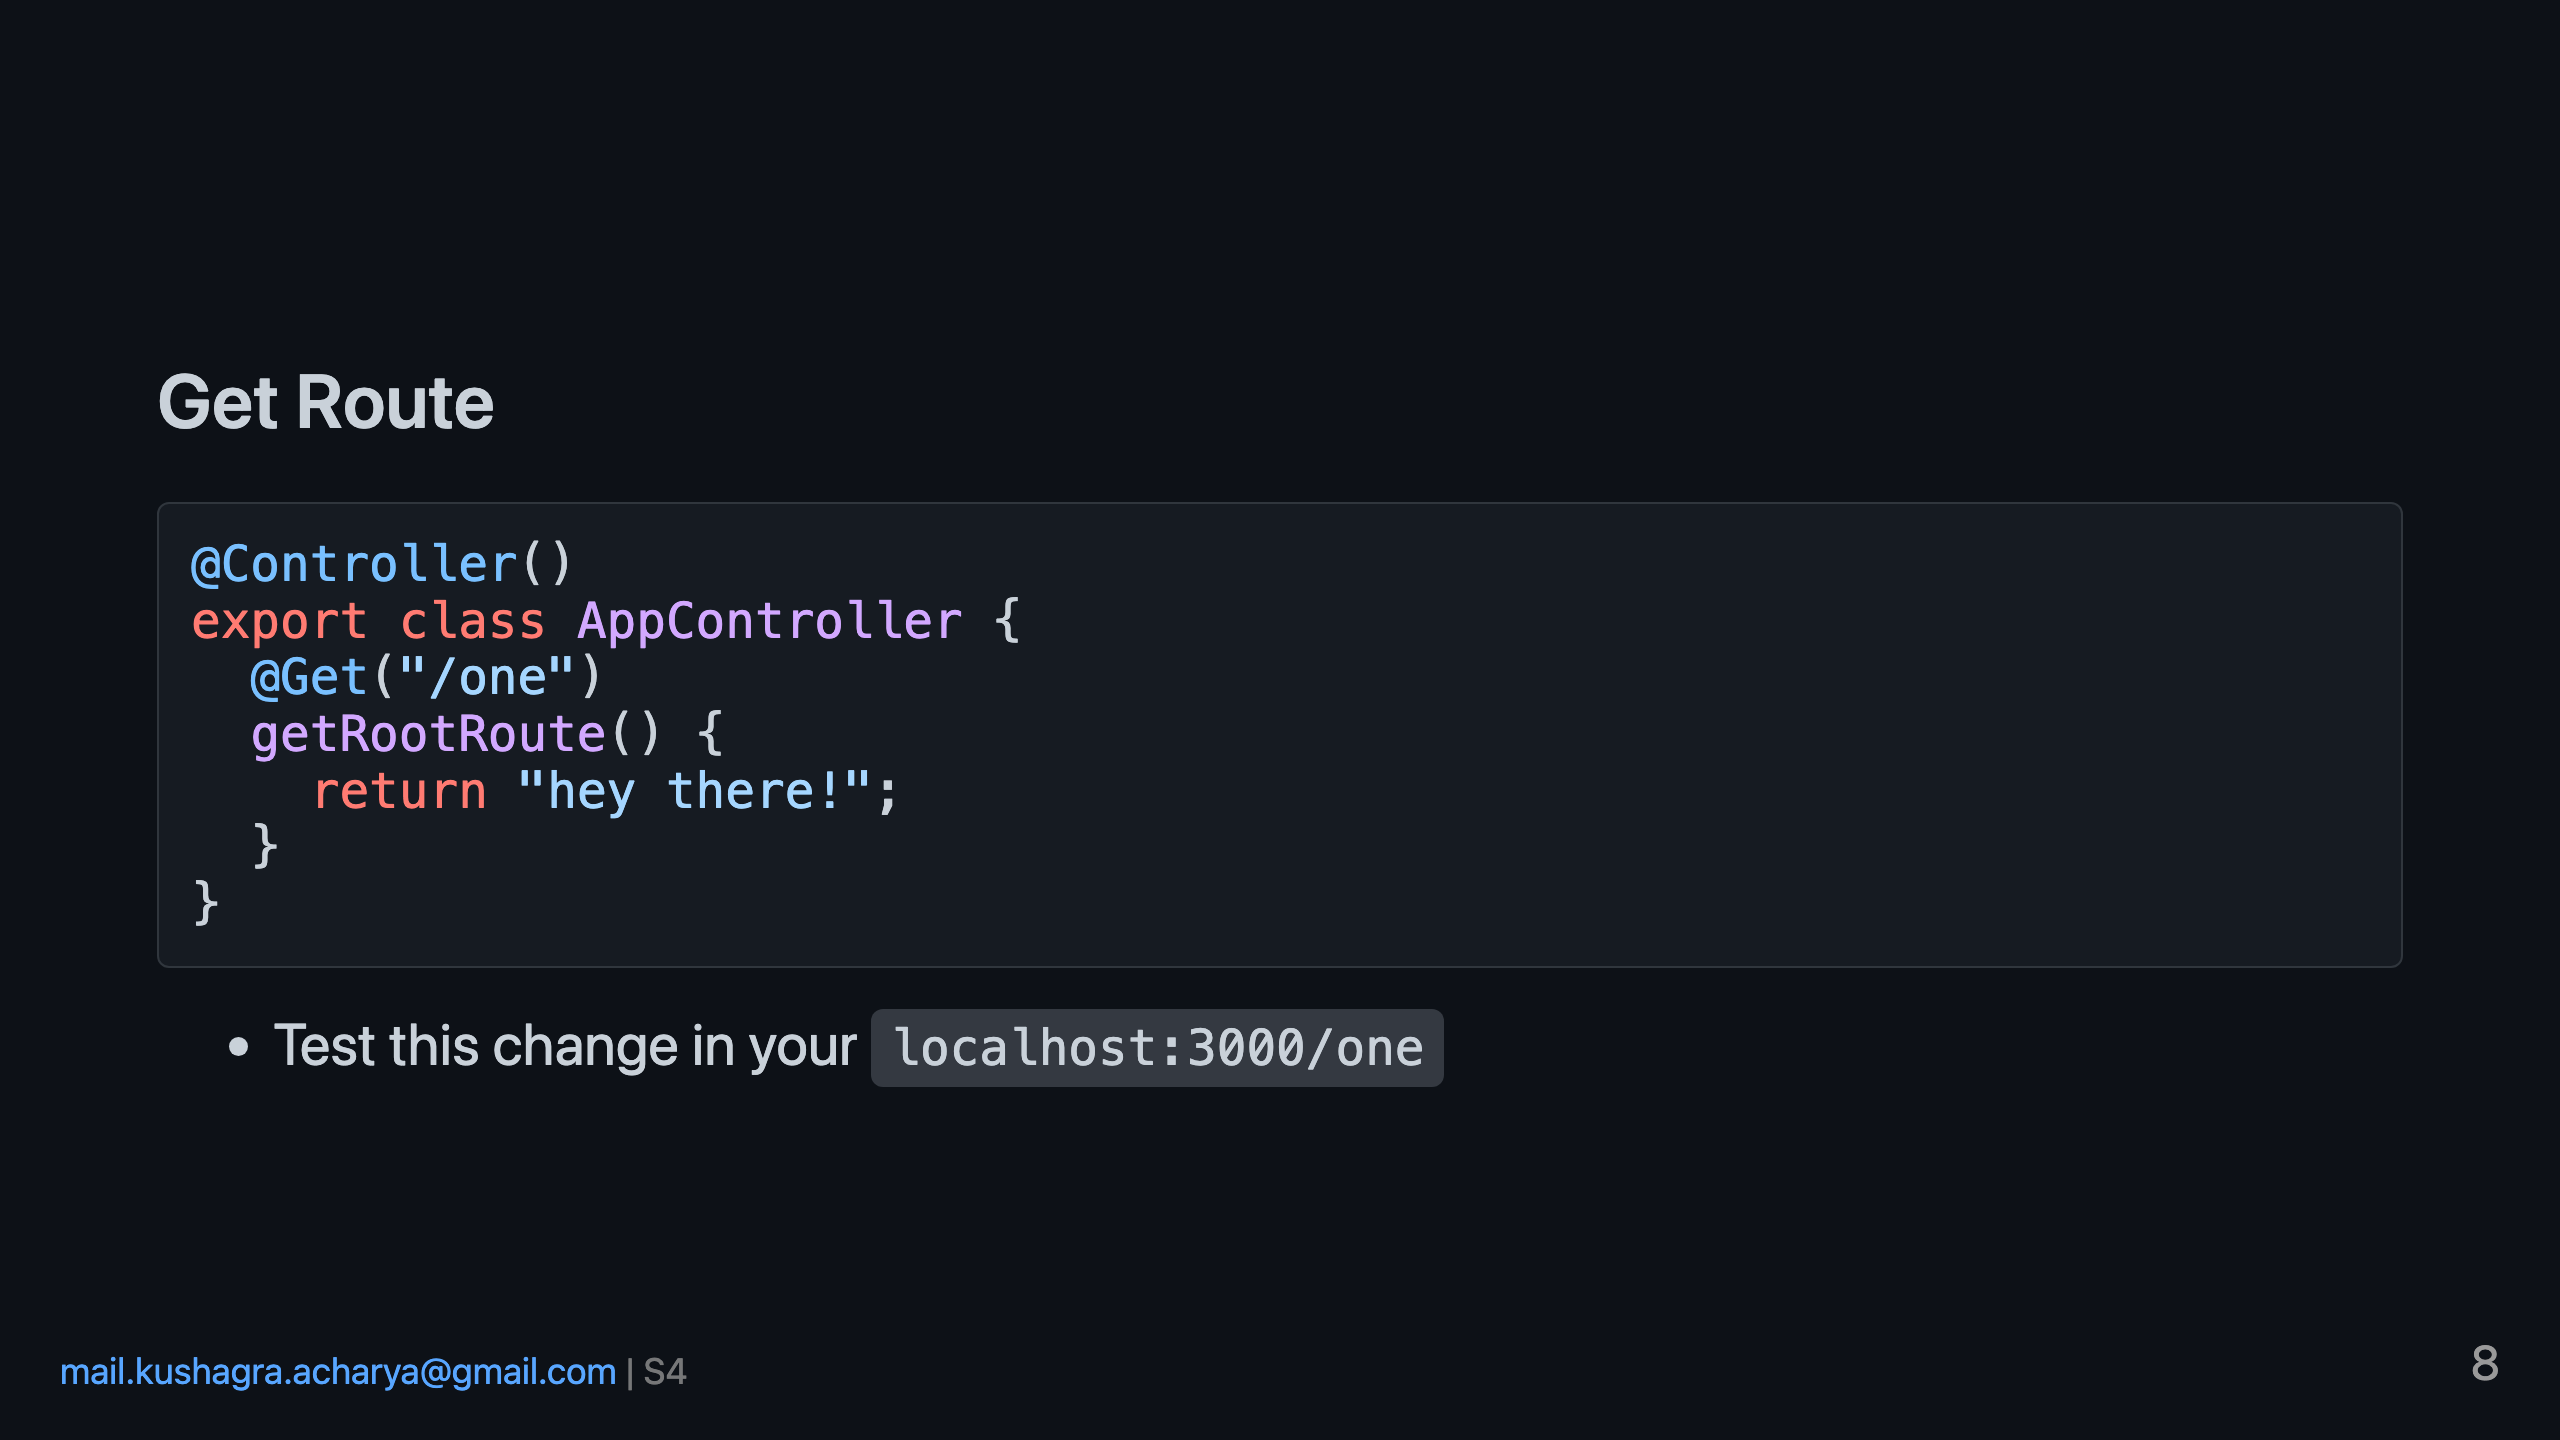 Get Route
@Controller()
export class AppController {
  @Get("/one")
  getRootRoute() {
    return "hey there!";
  }
}
• Test this change in your localhost:3000/one
mail.kushagra.acharya@gmail.com | S4
8